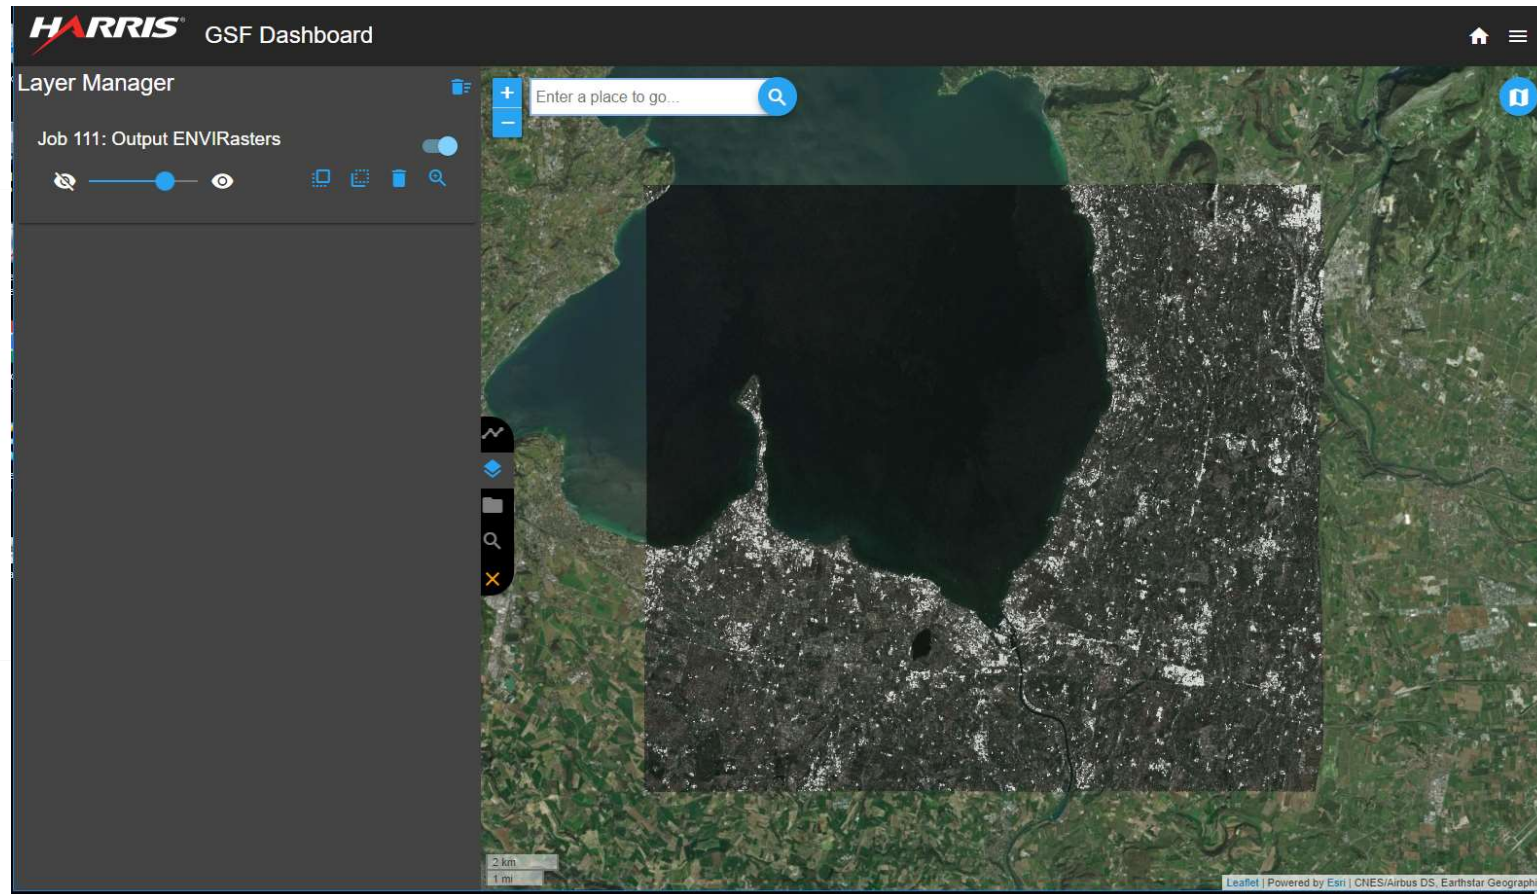 HARRIS® GSF Dashboard
Layer Manager
Enter a place to go...
Job 111: Output ENVIRasters
2 km
1 mi
Leaflet | Powered by Esri | CNES/Airbus DS, Earthstar Geograph